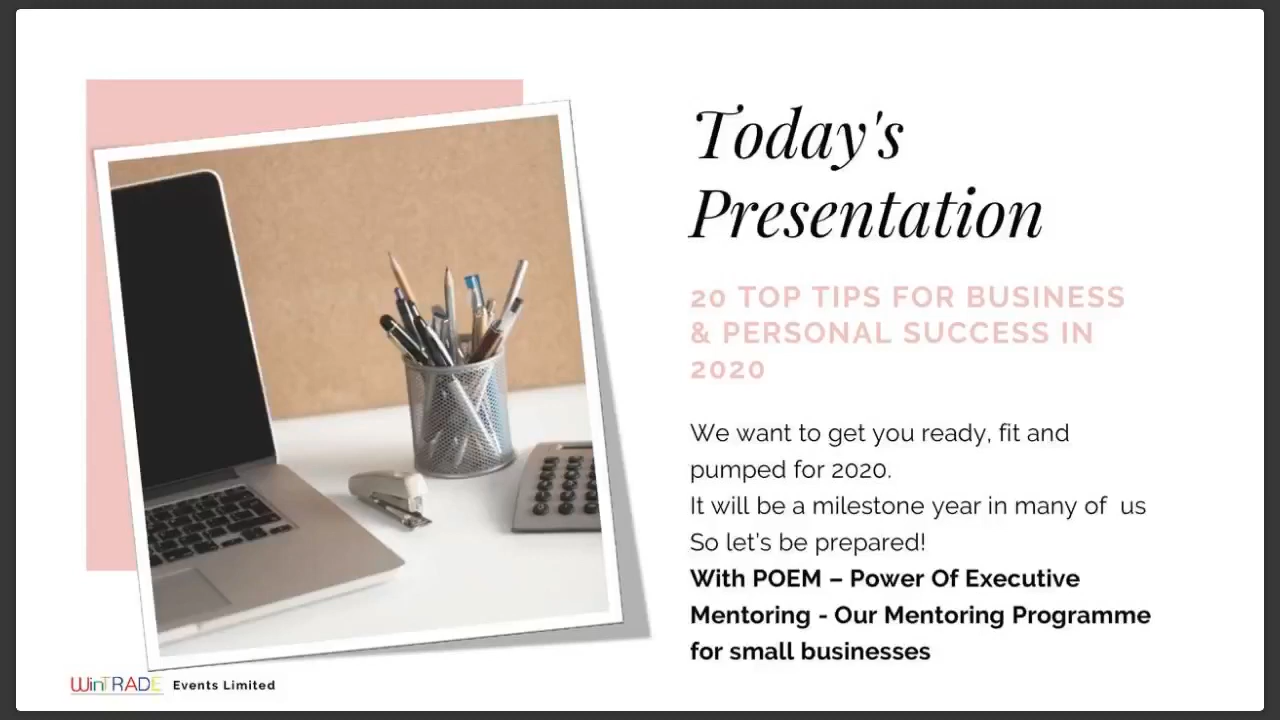 Today's
Presentation
20 TOP TIPS FOR BUSINESS
& PERSONAL SUCCESS IN
2020
We want to get you ready, fit and
pumped for 2020.
It will be a milestone year in many of  us
So let's be prepared!
With POEM – Power Of Executive
Mentoring - Our Mentoring Programme
for small businesses
WinTRADE Events Limited